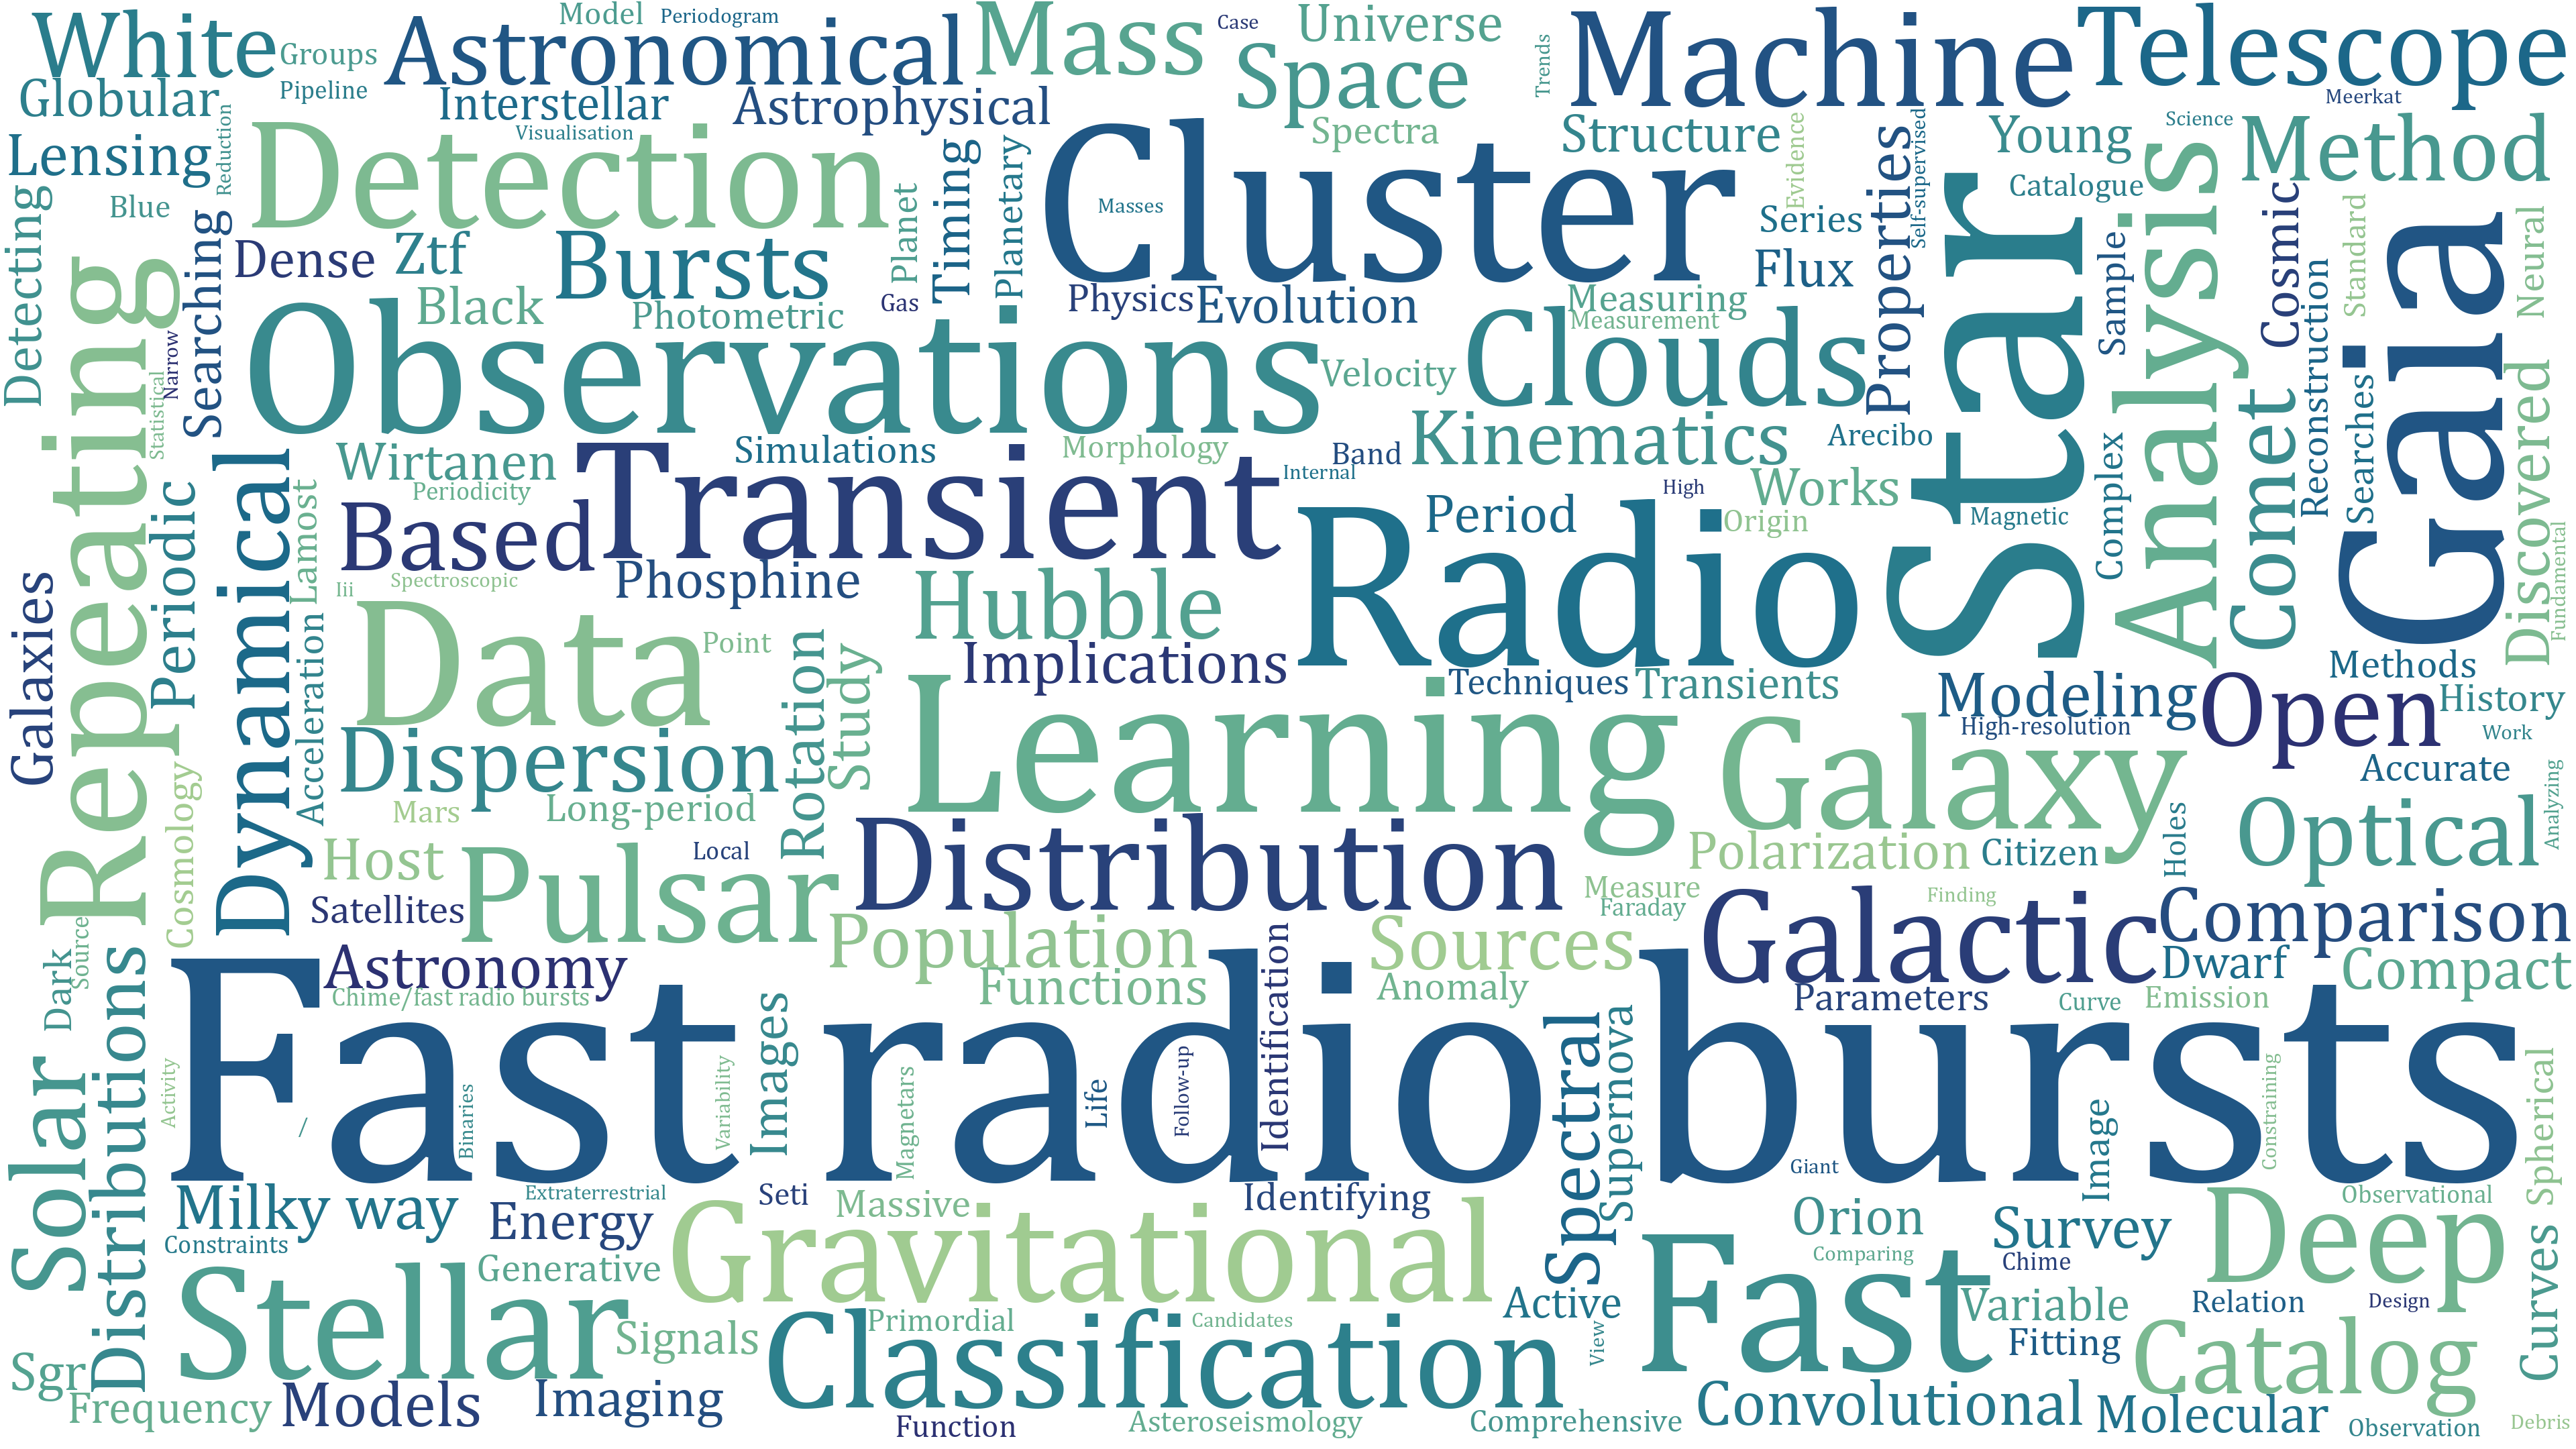 White
Groups
Model
Periodogram
Astronomical
Mass
Case
Universe
Space
Machine
Telescope
Globular
Pipeline
Interstellar
Astrophysical
Trends
Meerkat
Lensing
Reduction
Visualisation
Detection
Timing
Planetary
Cluster
Spectra
Structure
Evidence
Properties
Self-supervised
Young
Science
Method
Detecting
Blue
Searching
Dense
Ztf
Bursts
Planet
Masses
Series
Flux
Star
Catalogue
Analysis
Cosmic
Standard
Neural
Repeating
Narrow
Statistical
Observations
Black
Photometric
Gas
Physics
Evolution
Measuring
Measurement
Sample
Reconstruction
Gaia
Clouds
Velocity
Kinematics
Arecibo
Complex
Comet
Searches
Discovered
Periodic
Dynamical
Wirtanen
Periodicity
Simulations
Transient
Morphology
Internal
Band
Lamost
Based
Period
High
Works
Origin
Magnetic
Fundamental
Galaxies
Iii
Spectroscopic
Phosphine
Hubble
Radio
Acceleration
Data
Point
Rotation
Study
Implications
Techniques
Transients
Modeling
High-resolution
Open
Methods
History
Work
Cosmology
Dispersion
Mars
Long-period
Learning
Galaxy
Accurate
Analyzing
Host
Pulsar
Local
Distribution
Polarization
Citizen
Holes
Optical
Satellites
Measure
Faraday
Finding
Dark
Source
Distributions
Astronomy
Population
Functions
Identification
Sources
Anomaly
Galactic
Comparison
Dwarf
Compact
Chime/fast radio bursts
Parameters
Curve
Emission
Fast radio bursts
Solar
Activity
/
Binaries
Variability
Images
Magnetars
Life
Follow-up
Spectral
Supernova
Giant
Image
Constraining
Spherical
Milky way
Constraints
Energy
Extraterrestrial
Seti
Massive
Identifying
Orion
Comparing
Survey
Chime
Deep
Observational
Stellar
Generative
Gravitational
Active
Fast
Variable
Relation
Design
Curves
Sgr
Signals
Primordial
Candidates
Classification
View
Fitting
Catalog
Frequency
Models
Imaging
Function
Asteroseismology
Comprehensive
Convolutional
Molecular
Observation
Debris